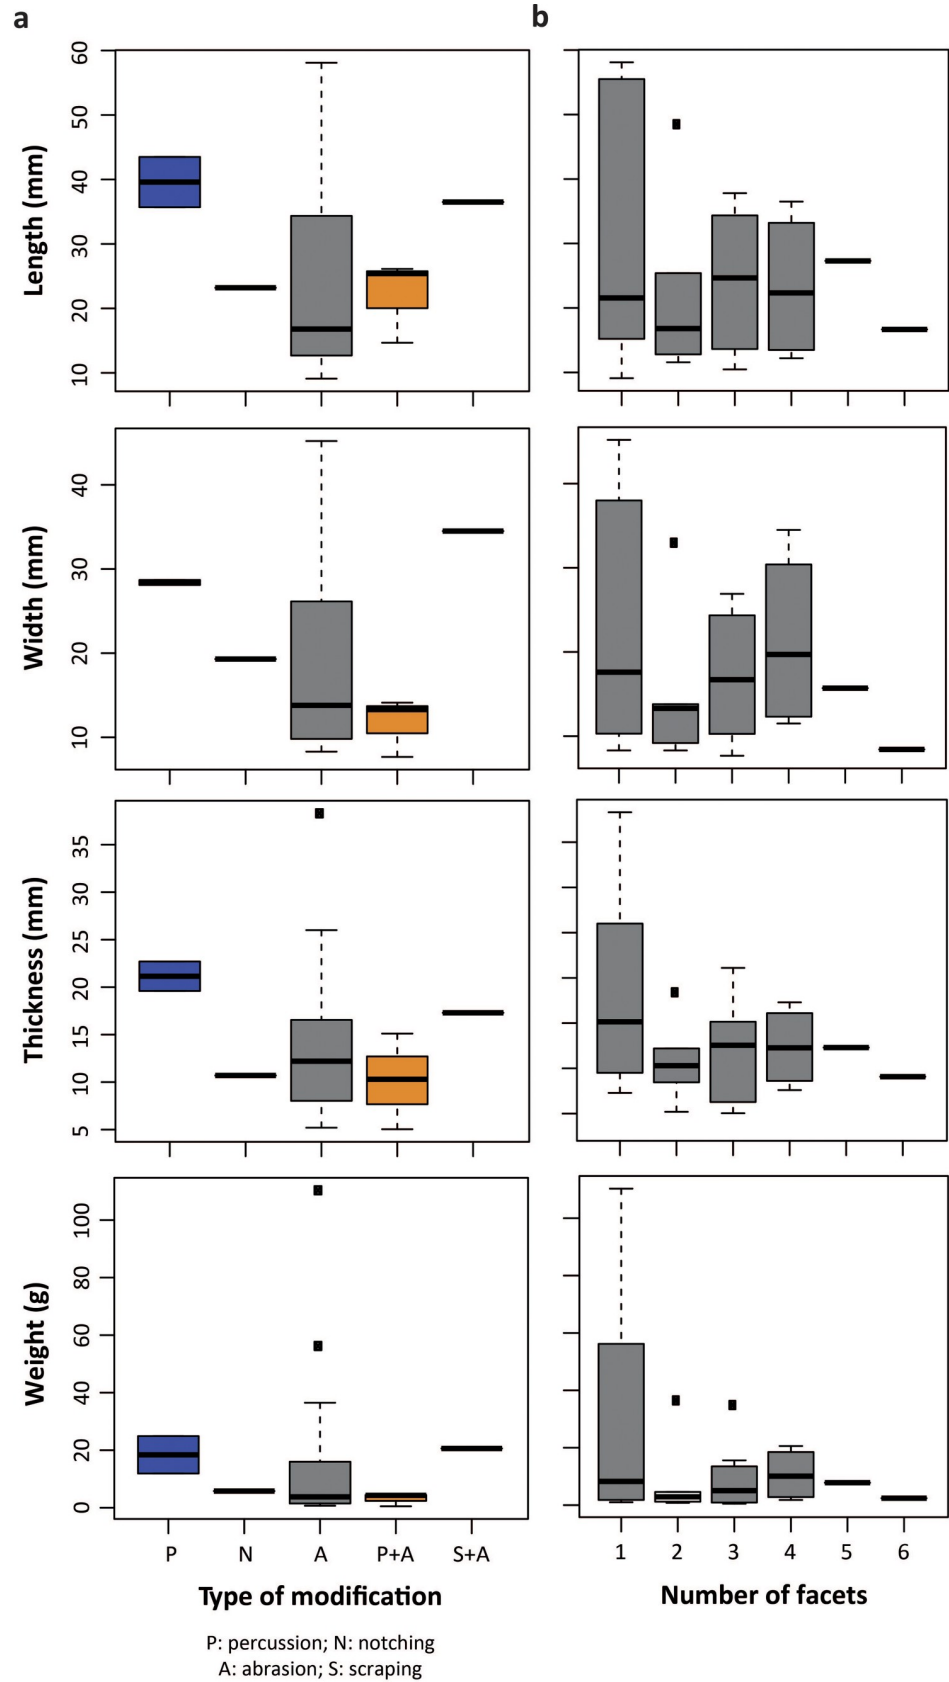 a
b
Length (mm)
60
50
40
30
20
10
Width (mm)
40
30
20
10
Thickness (mm)
35
30
25
20
15
10
5
Weight (g)
100
80
60
40
20
0
P N A P+A S+A
1 2 3 4 5 6
Type of modification
Number of facets
P: percussion; N: notching
A: abrasion; S: scraping